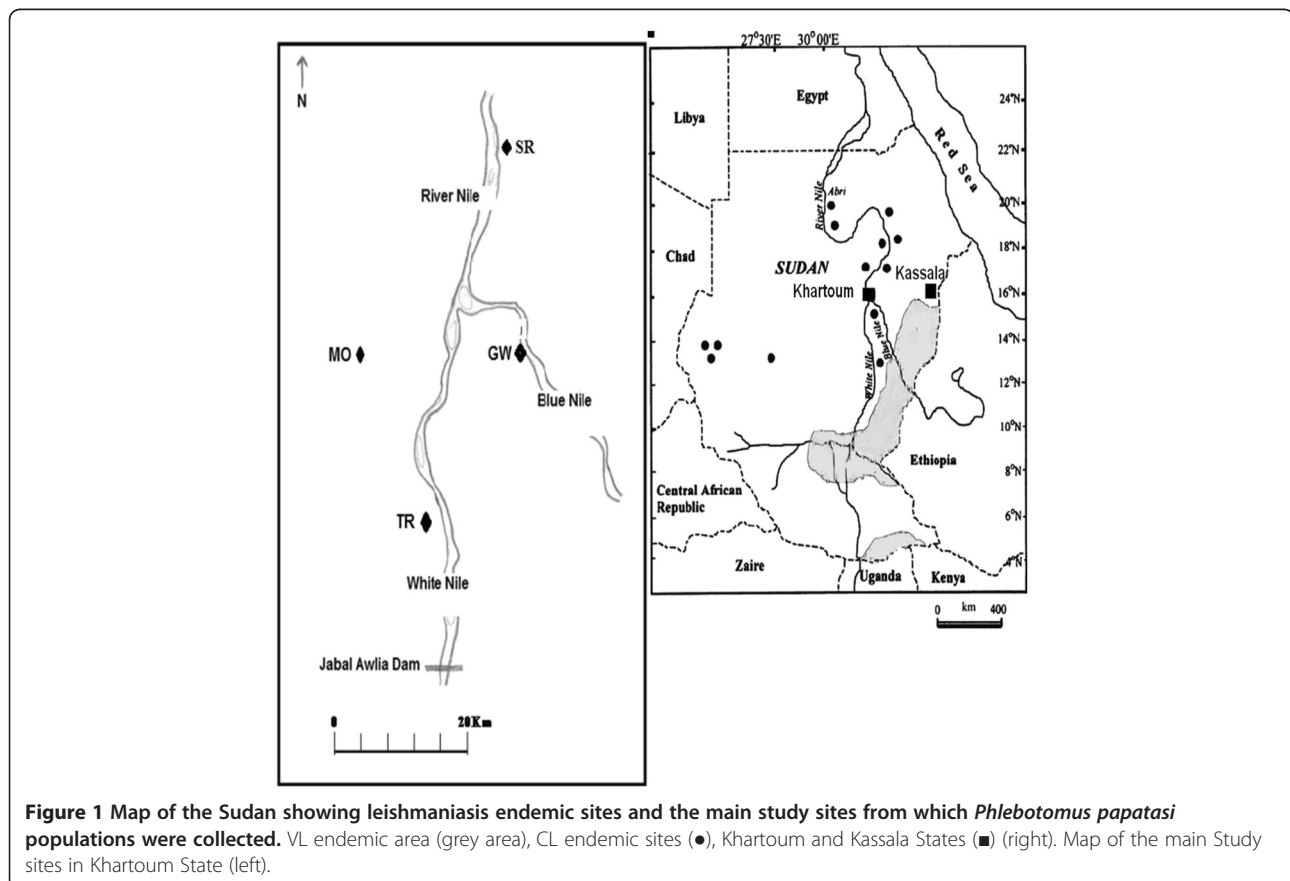 N
SR
River Nile
MO
GW
Blue Nile
TR
White Nile
Jabal Awlia Dam
0 20Km
27°30' 30°00'E
Egypt
Libya
24°N
Red Sea
22°N
River Nile
Abri
20°N
Chad
18°N
SUDAN
Kassala
Khartoum
16°N
White Nile
Blue Nile
14°N
12°N
10°N
Ethiopia
8°N
Central African
Republic
6°N
Zaire
Uganda
Kenya
4°N
km
0 400
Figure 1 Map of the Sudan showing leishmaniasis endemic sites and the main study sites from which Phlebotomus papatasi
populations were collected. VL endemic area (grey area), CL endemic sites (●), Khartoum and Kassala States (■) (right). Map of the main Study
sites in Khartoum State (left).